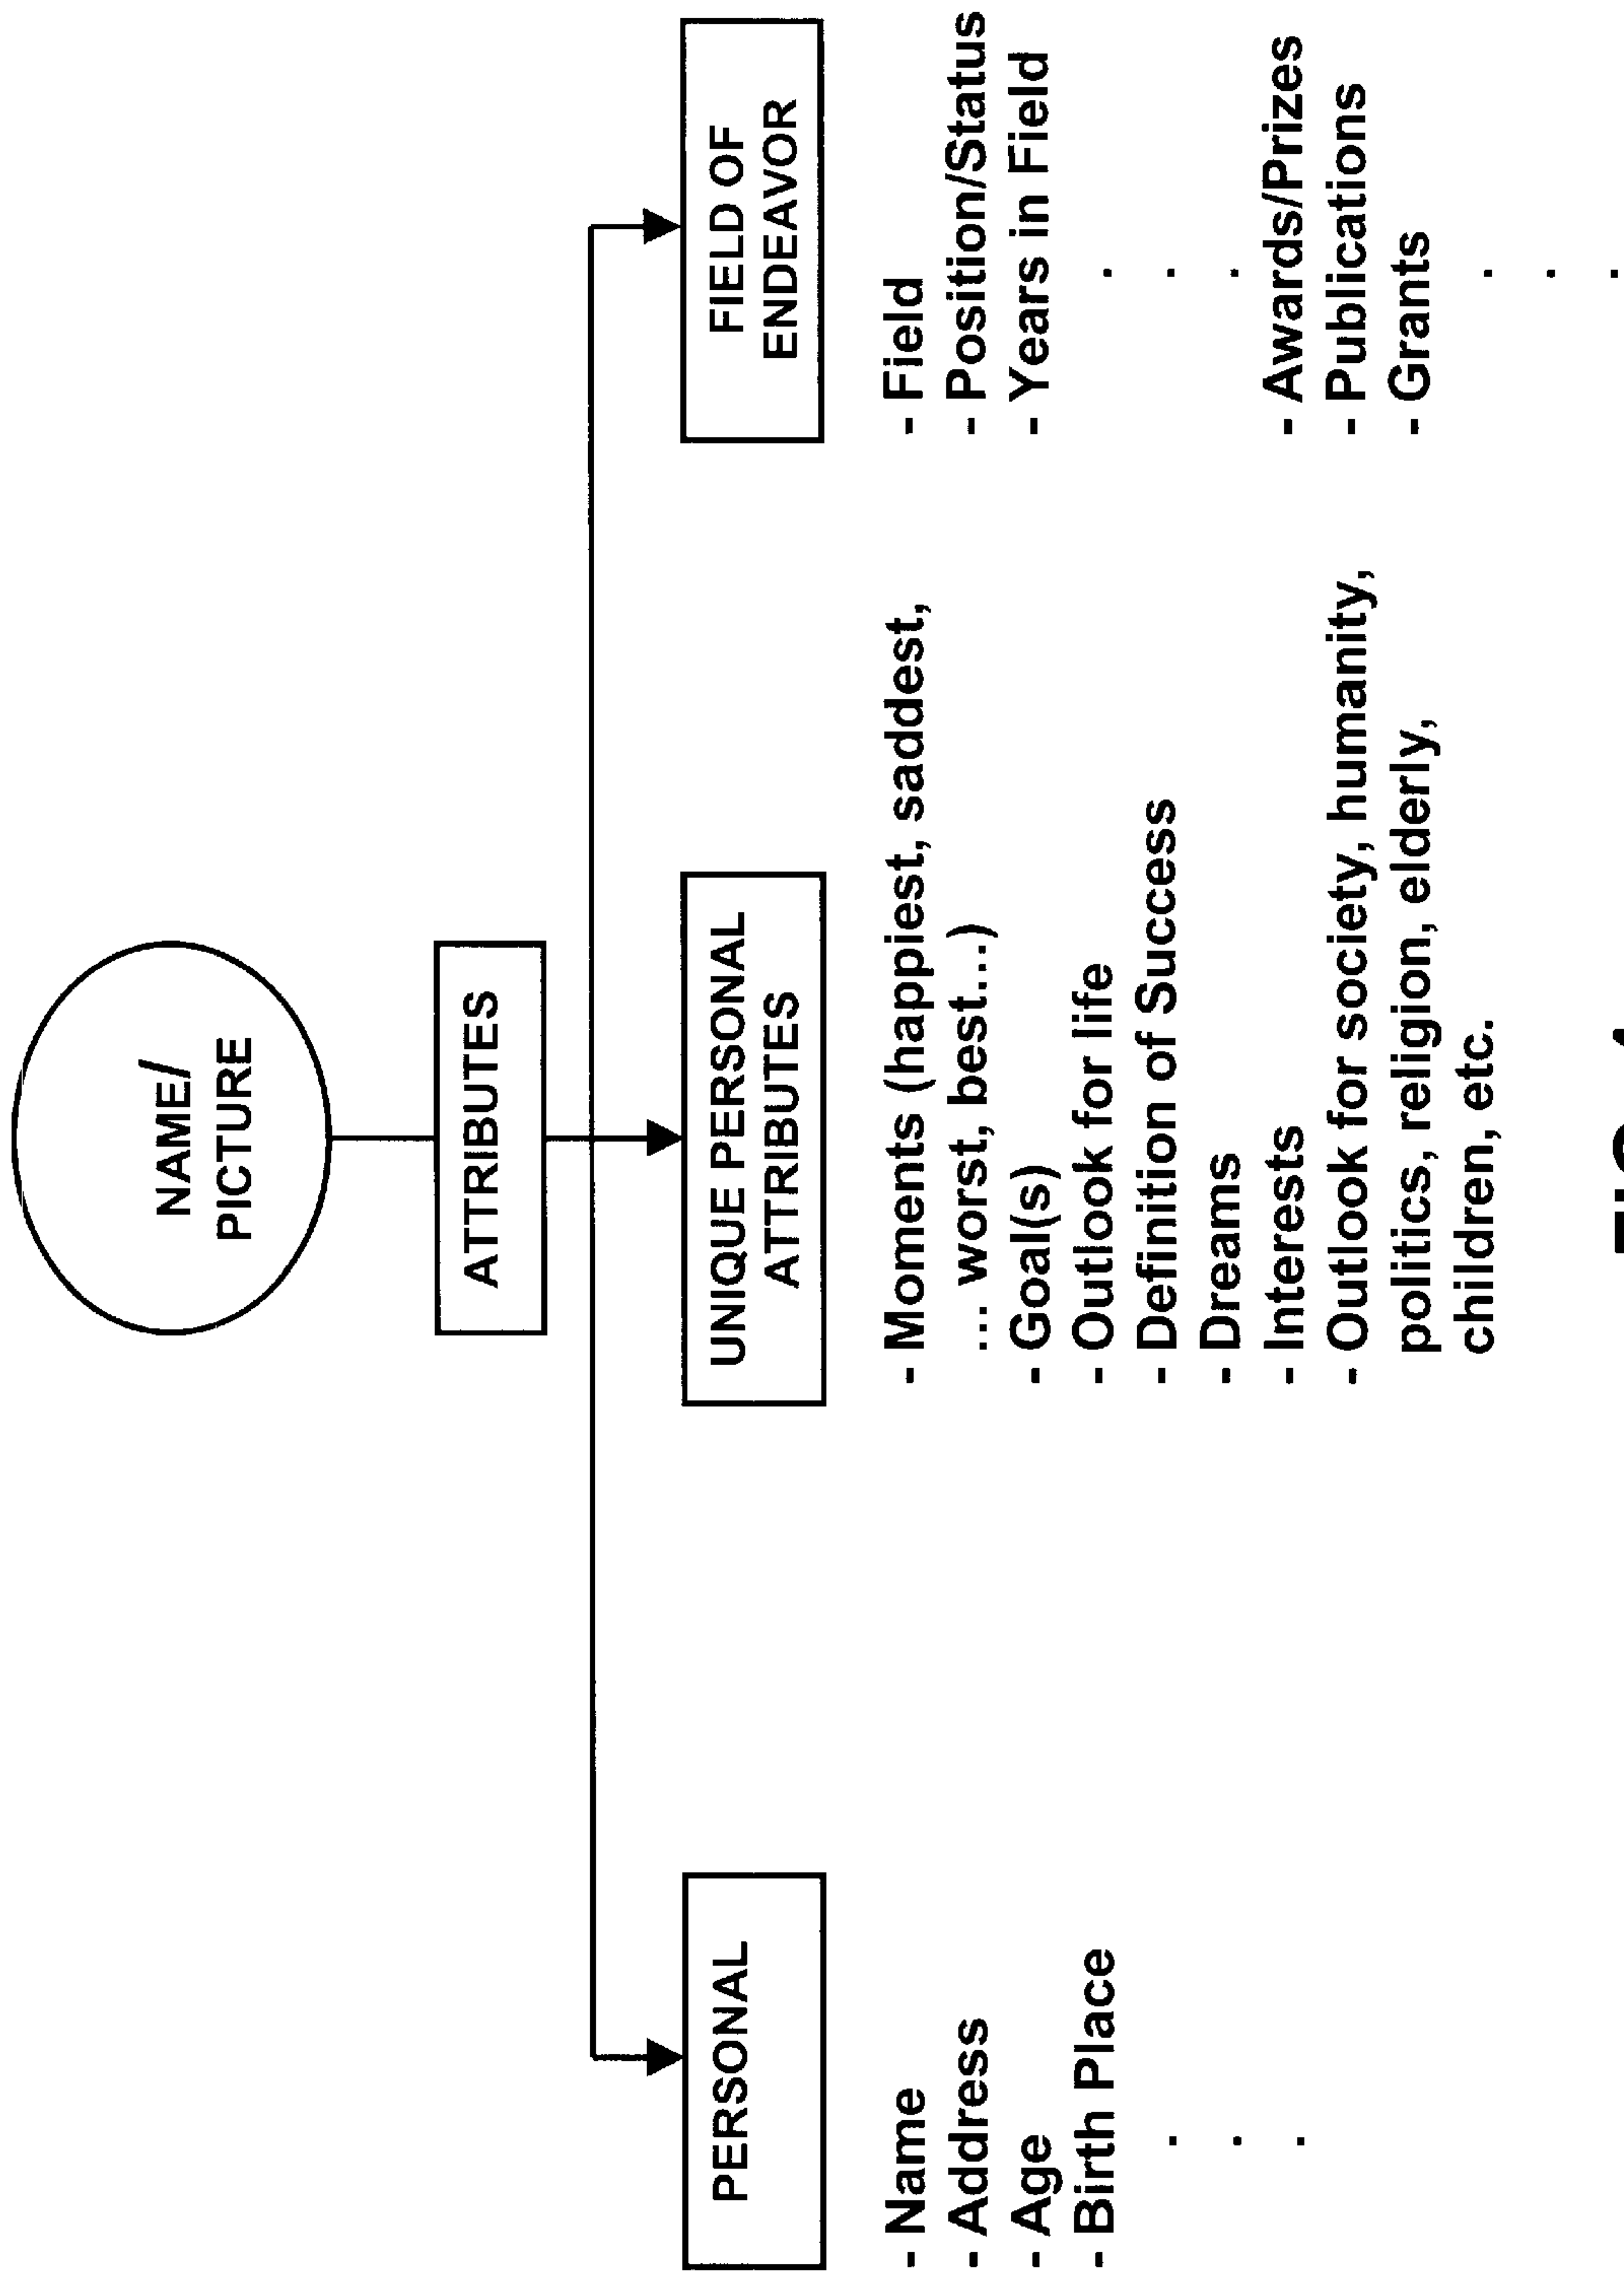 NAME/
PICTURE
ATTRIBUTES
PERSONAL
- Name
- Address
- Age
- Birth Place
.
.
.
UNIQUE PERSONAL
ATTRIBUTES
- Moments (happiest, saddest,
.... worst, best....)
- Goal(s)
- Outlook for life
- Definition of Success
- Dreams
- Interests
- Outlook for society, humanity,
politics, religion, elderly,
children, etc.
FIELD OF
ENDEAVOR
- Field
- Position/Status
- Years in Field
.
.
.
- Awards/Prizes
- Publications
- Grants
.
.
.